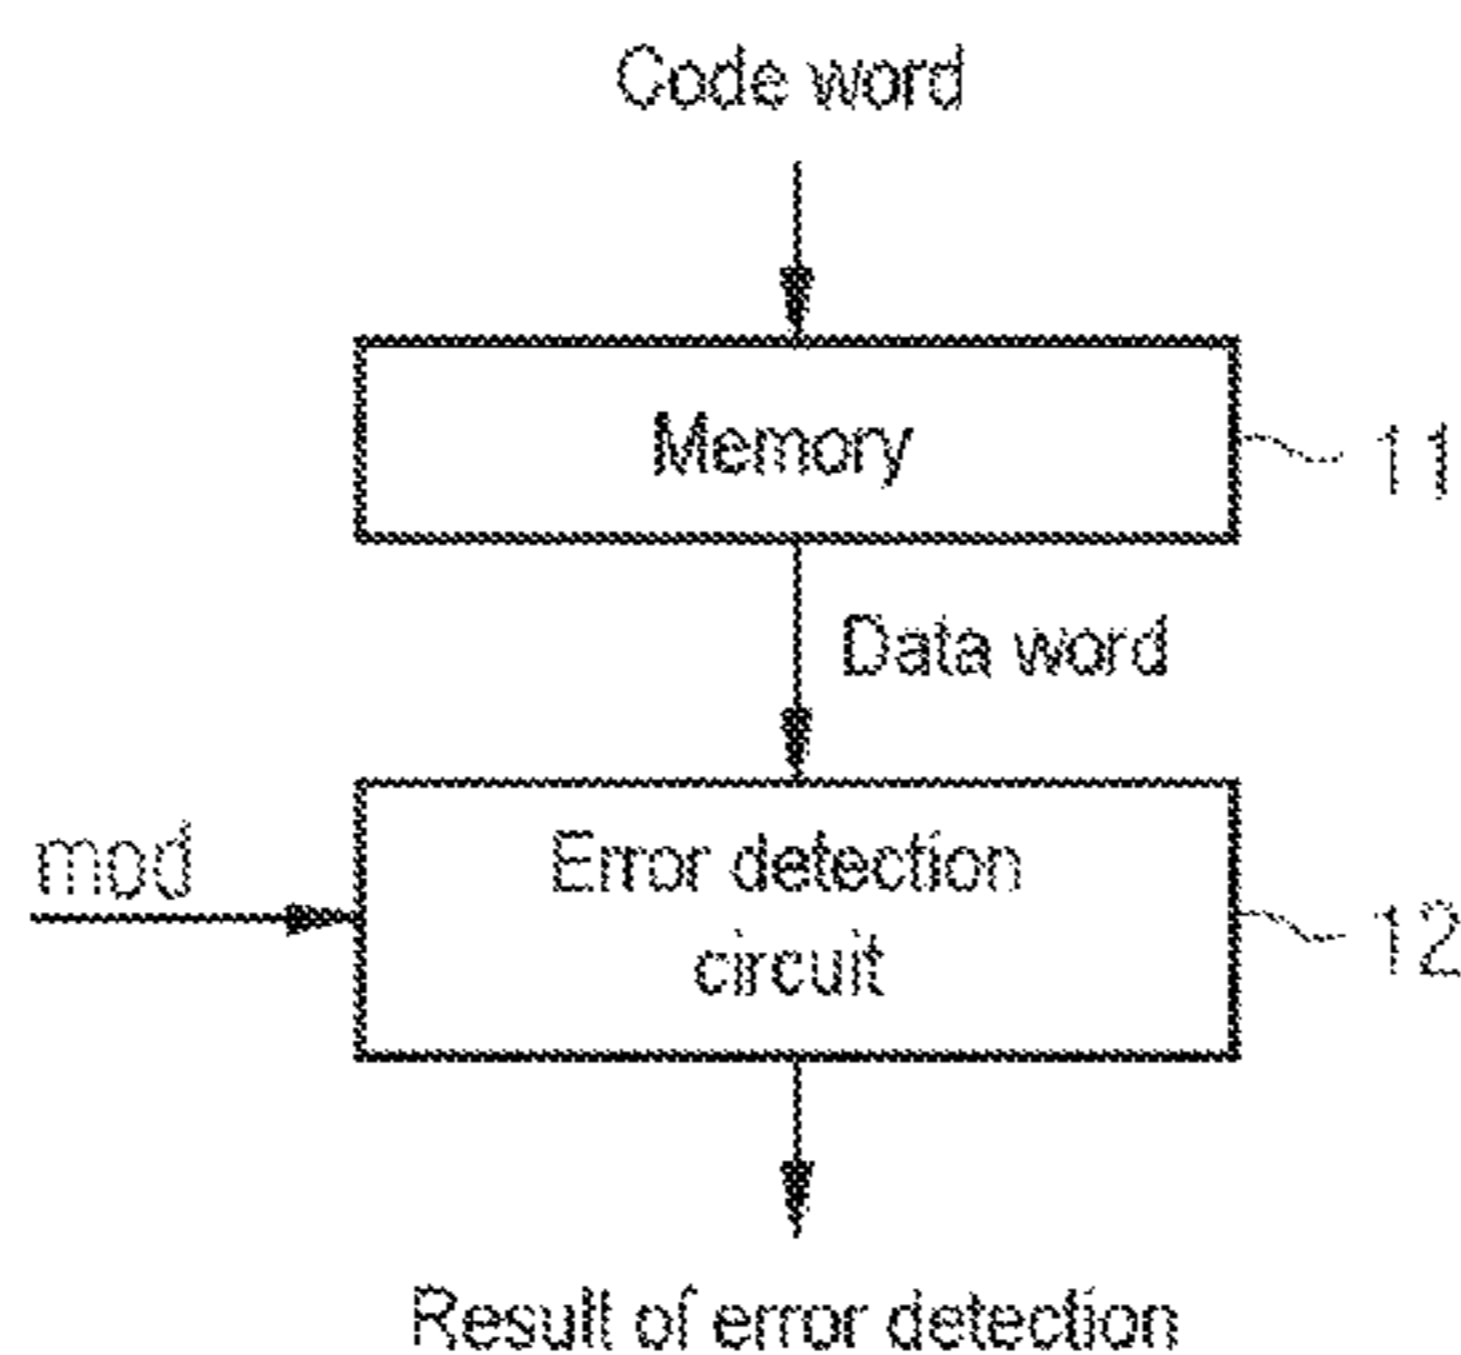 Code word
Memory
11
Data word
mod
Error detection
circuit
12
Result of error detection